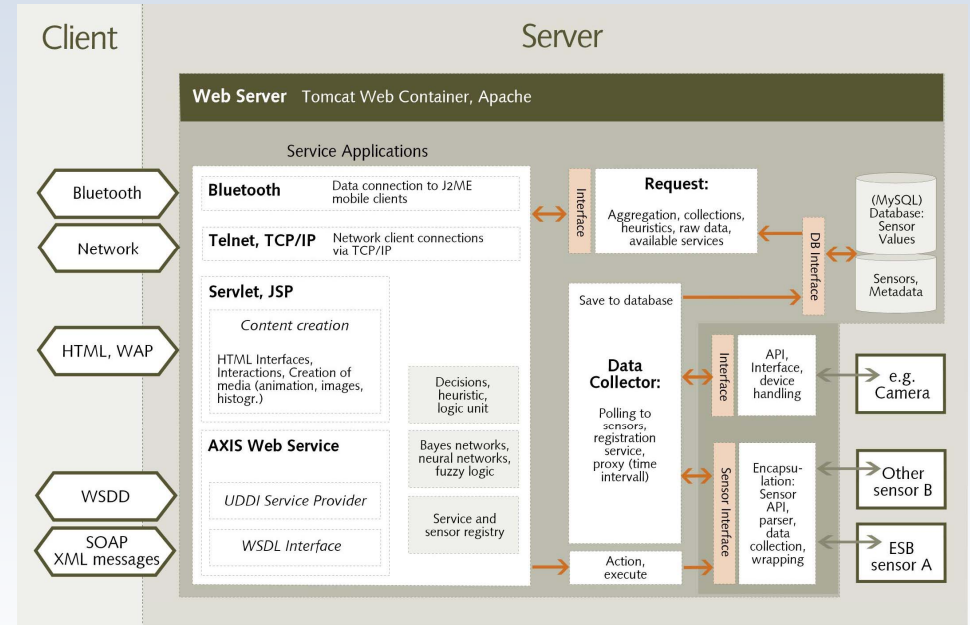 Client
Server
Web Server Tomcat Web Container, Apache
Service Applications
Bluetooth
Network
HTML, WAP
WSDD
SOAP
XML messages
Bluetooth
Data connection to J2ME
mobile clients
Telnet, TCP/IP
Network client connections
via TCP/IP
Servlet, JSP
Content creation
HTML Interfaces,
Interactions, Creation of
media (animation, images,
histogr.)
AXIS Web Service
UDDI Service Provider
WSDL Interface
Decisions,
heuristic,
logic unit
Bayes networks,
neural networks,
fuzzy logic
Service and
sensor registry
Interface
Request:
Aggregation, collections,
heuristics, raw data,
available services
DB Interface
(MySQL)
Database:
Sensor
Values
Sensors,
Metadata
Save to database
Data
Collector:
Polling to
sensors,
registration
service,
proxy (time
intervall)
Action,
execute
Interface
API,
Interface,
device
handling
Sensor Interface
Encapsu-
lation:
Sensor
API,
parser,
data
collection,
wrapping
e.g.
Camera
Other
sensor B
ESB
sensor A